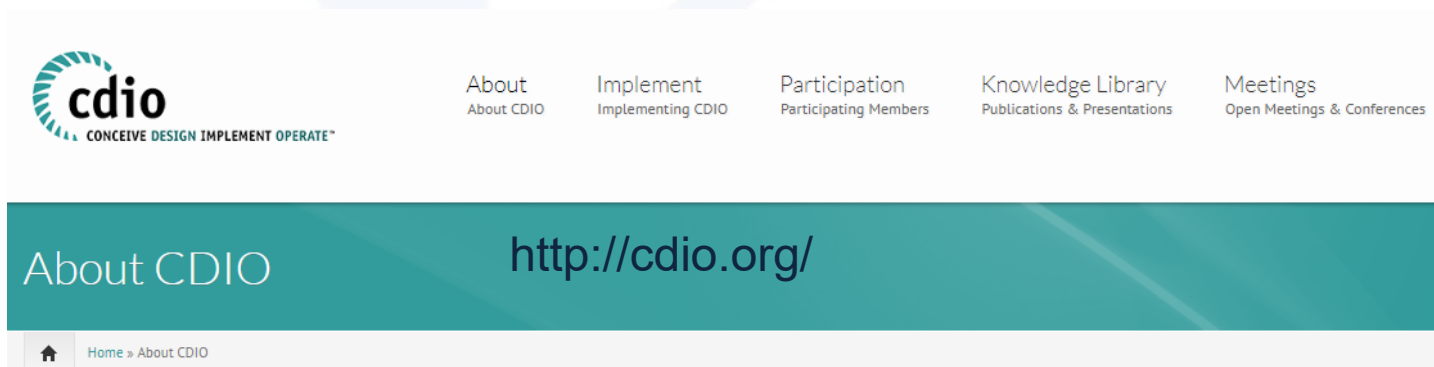 cdio
CONCEIVE DESIGN IMPLEMENT OPERATE™
About
About CDIO
Implement
Implementing CDIO
Participation
Participating Members
Knowledge Library
Publications & Presentations
Meetings
Open Meetings & Conferences
About CDIO
http://cdio.org/
Home » About CDIO